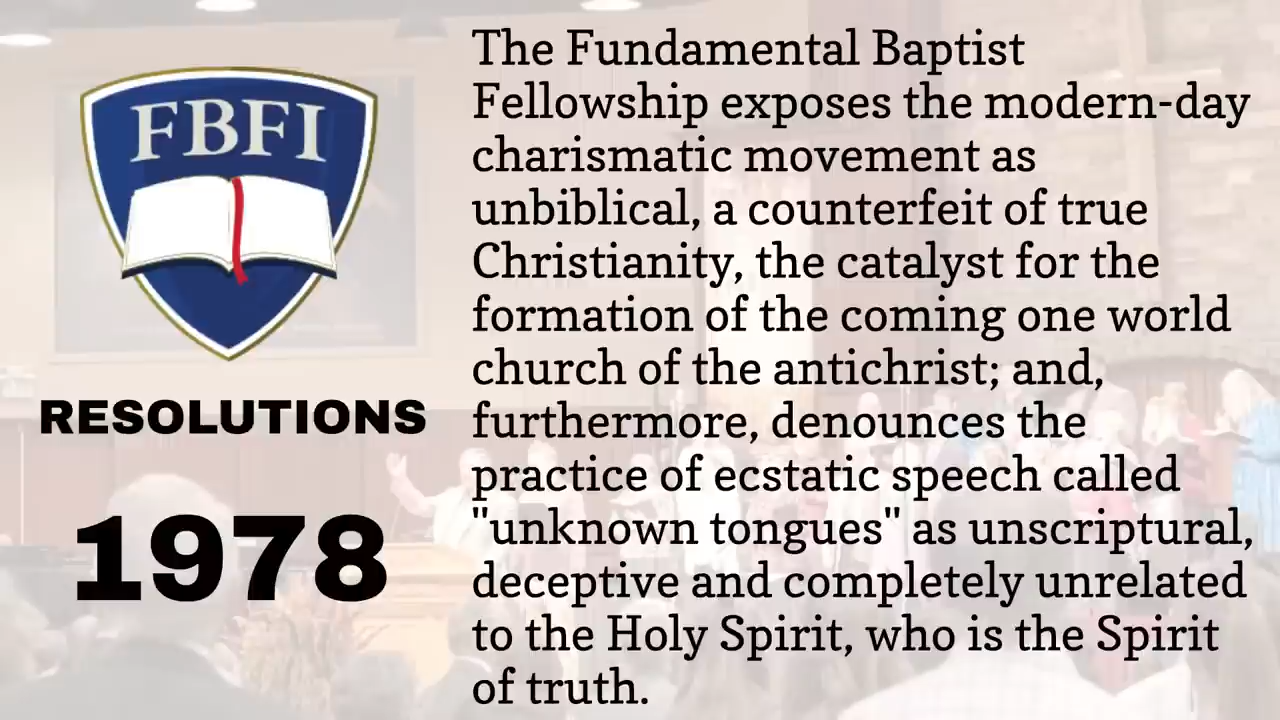 FBFI
RESOLUTIONS
1978
The Fundamental Baptist
Fellowship exposes the modern-day
charismatic movement as
unbiblical, a counterfeit of true
Christianity, the catalyst for the
formation of the coming one world
church of the antichrist; and,
furthermore, denounces the
practice of ecstatic speech called
"unknown tongues" as unscriptural,
deceptive and completely unrelated
to the Holy Spirit, who is the Spirit
of truth.